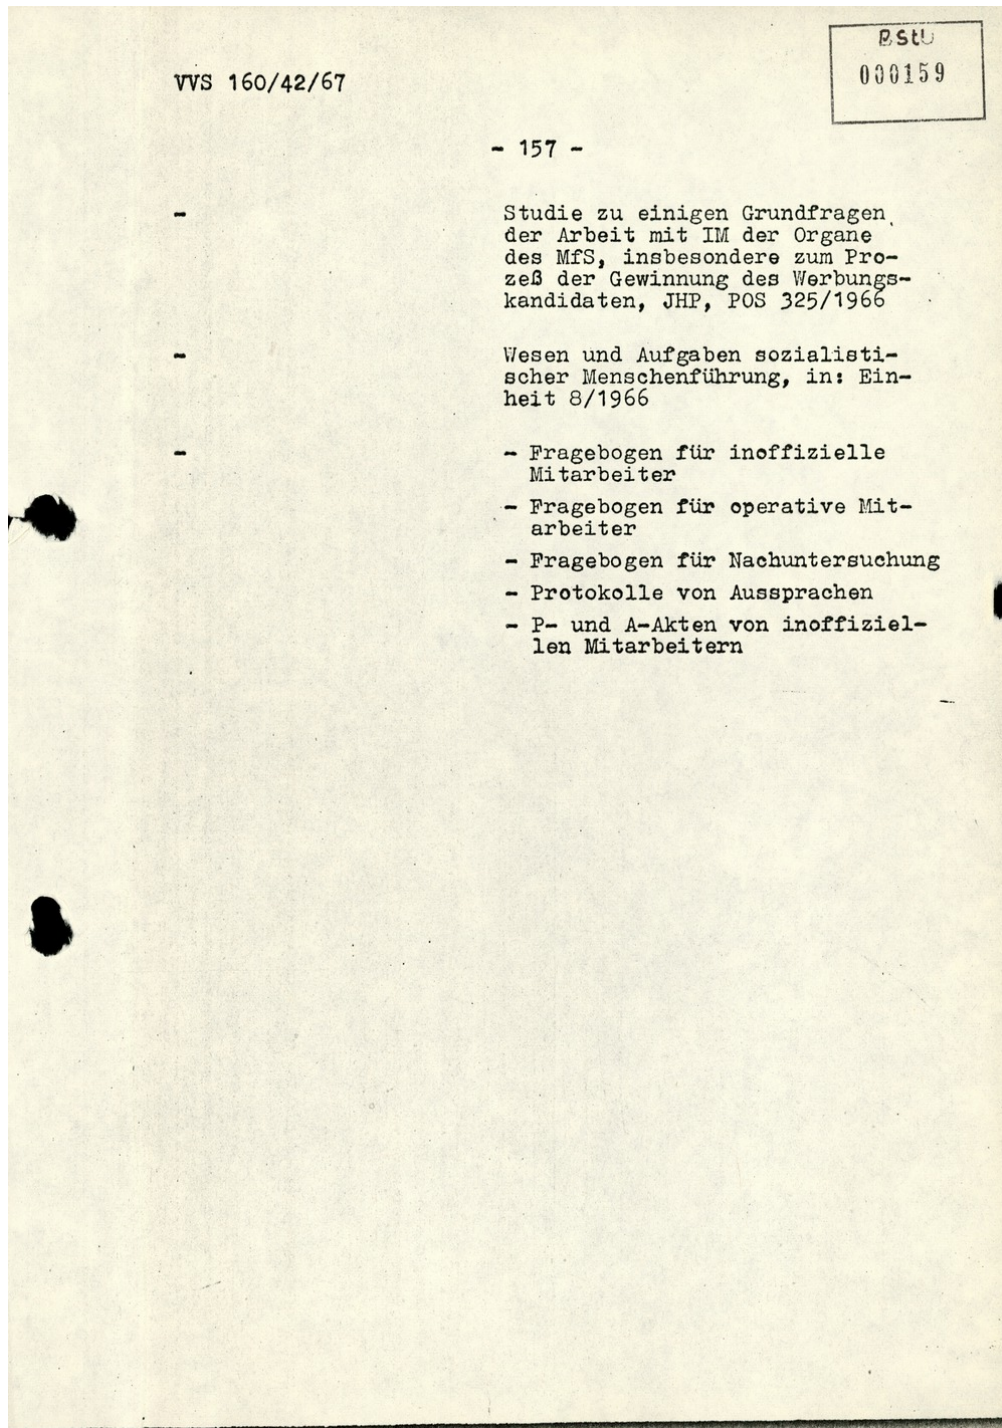 BStU
000159
VVS 160/42/67
- 157 -
- Studie zu einigen Grundfragen
der Arbeit mit IM der Organe
des MfS, insbesondere zum Pro-
zeß der Gewinnung des Werbungs-
kandidaten, JHP, POS 325/1966
- Wesen und Aufgaben sozialisti-
scher Menschenführung, in: Ein-
heit 8/1966
- - Fragebogen für inoffizielle
Mitarbeiter
- Fragebogen für operative Mit-
arbeiter
- Fragebogen für Nachuntersuchung
- Protokolle von Aussprachen
- P- und A-Akten von inoffiziel-
len Mitarbeitern